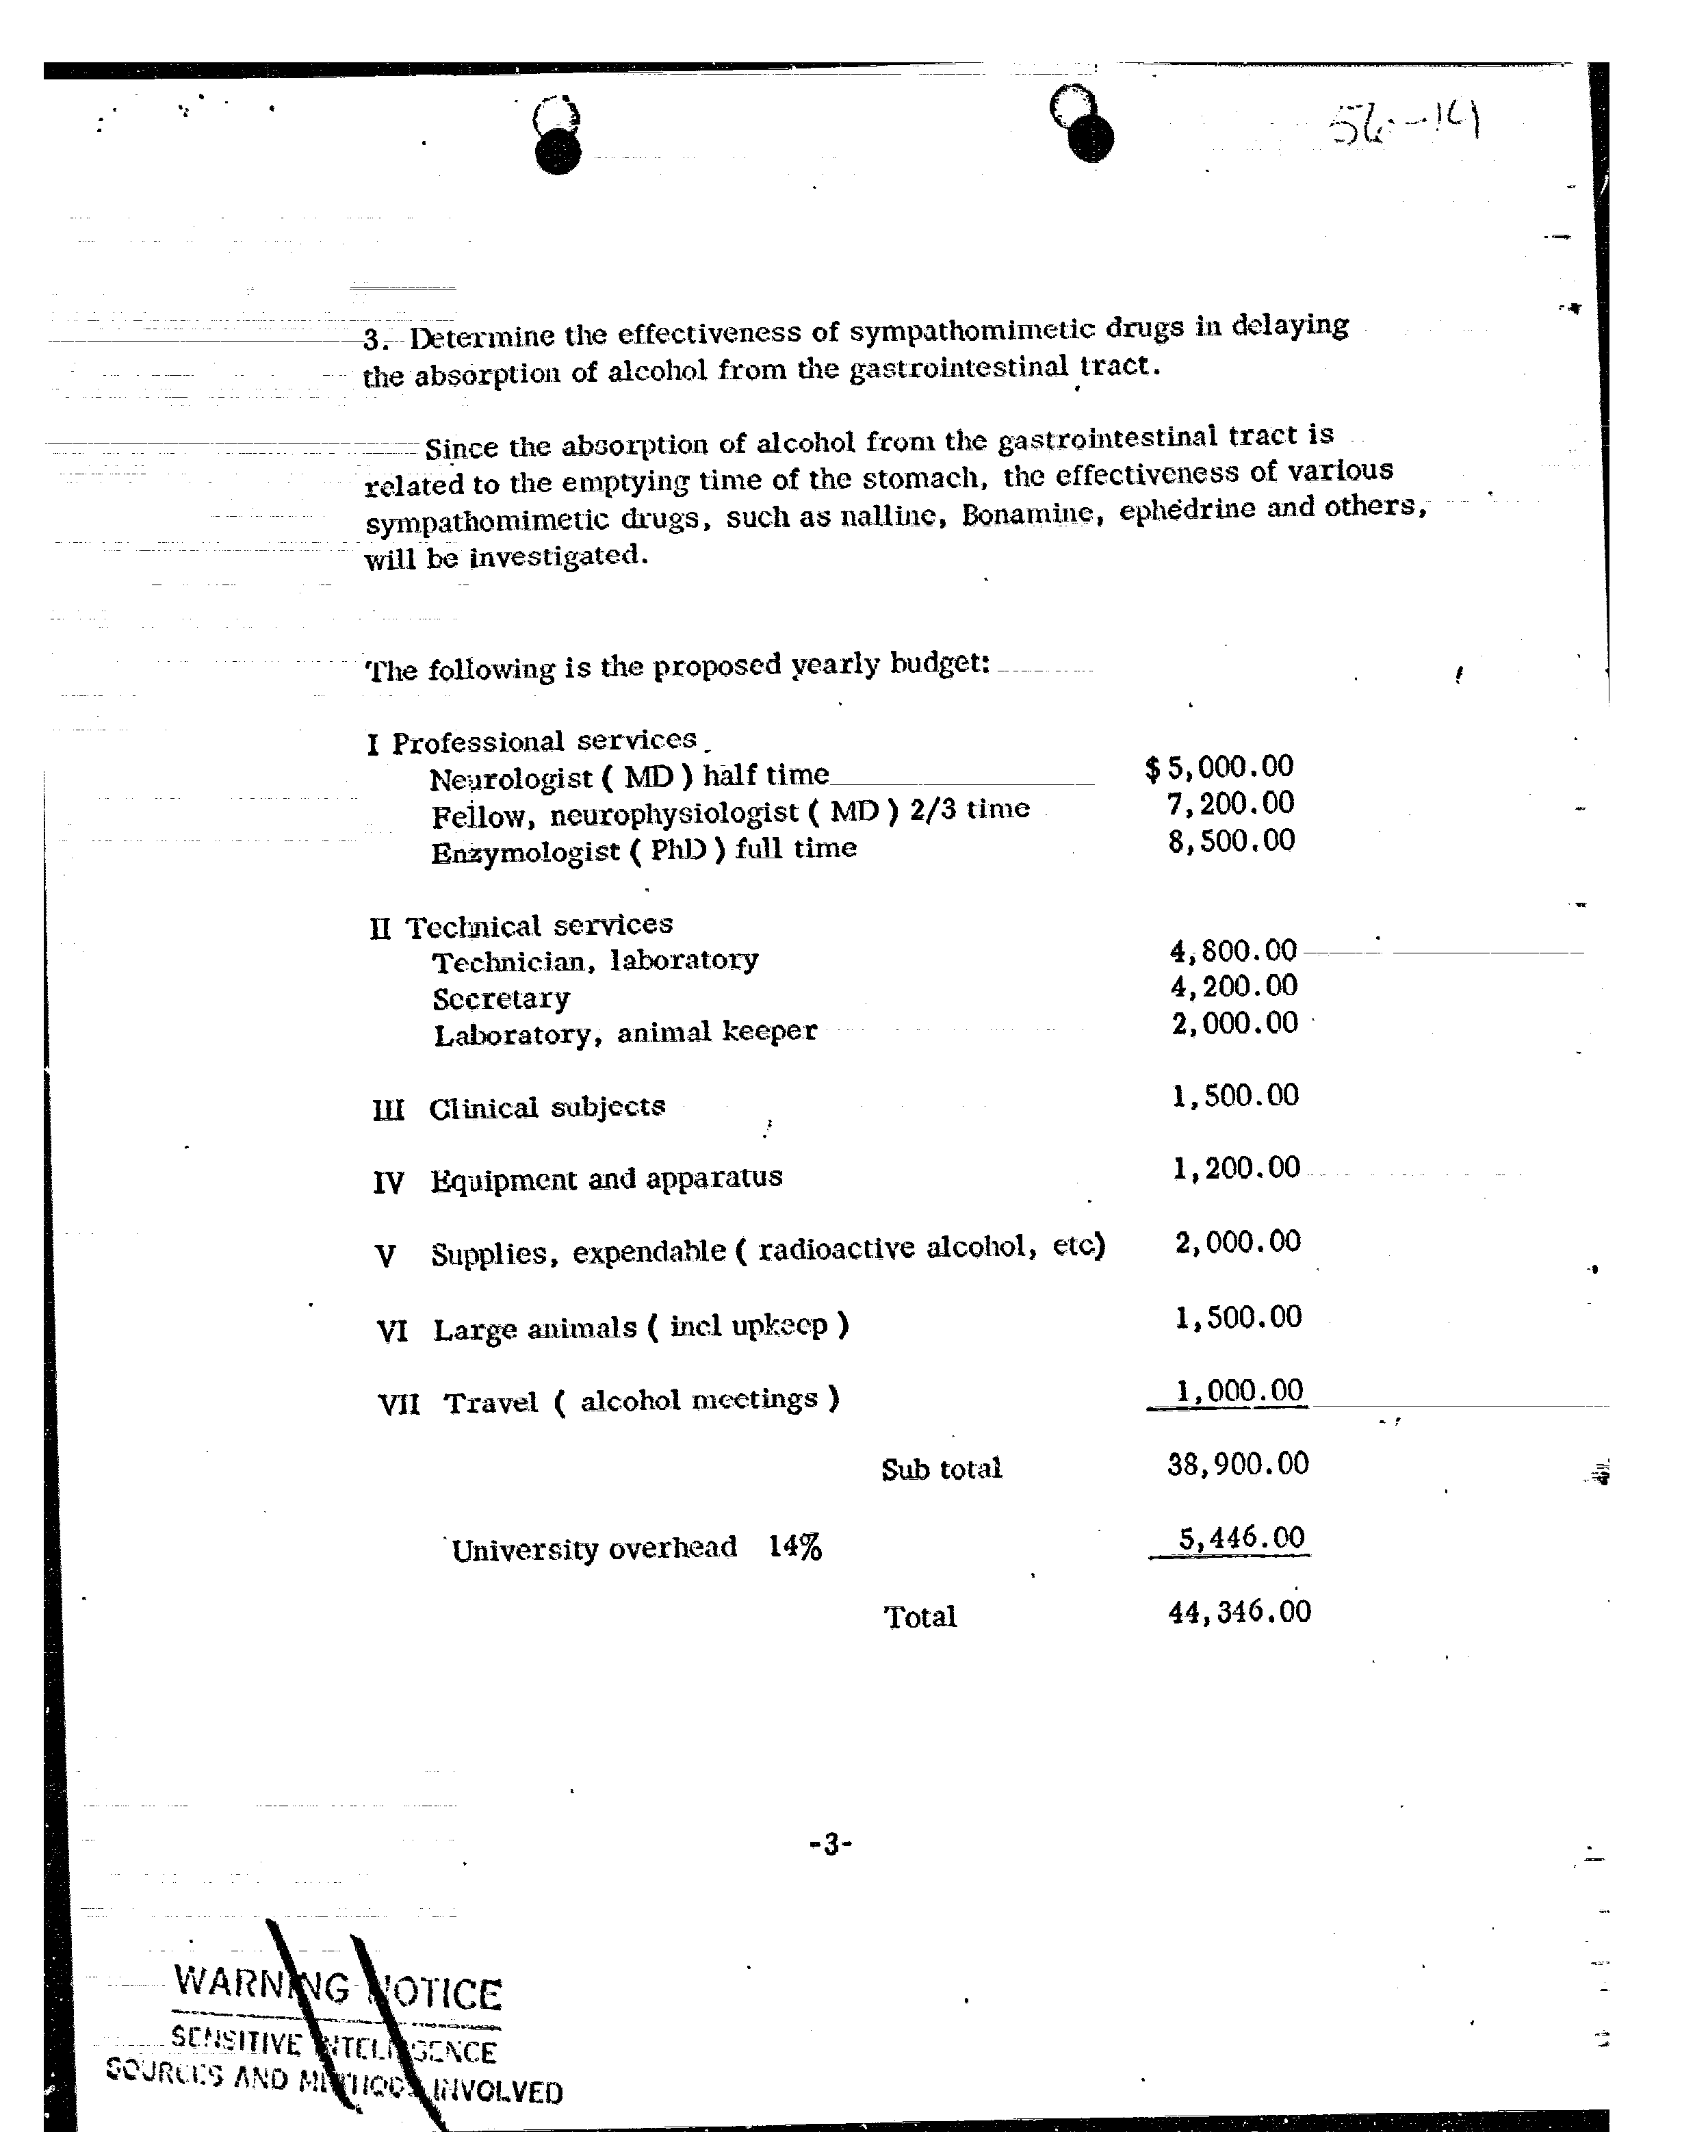 56-14
3. Determine the effectiveness of sympathomimetic drugs in delaying
the absorption of alcohol from the gastrointestinal tract.
Since the absorption of alcohol from the gastrointestinal tract is
related to the emptying time of the stomach, the effectiveness of various
sympathomimetic drugs, such as nalline, Bonamine, ephedrine and others,
will be investigated.
The following is the proposed yearly budget:
I Professional services
Neurologist ( MD ) half time $5,000.00
Fellow, neurophysiologist ( MD ) 2/3 time 7,200.00
Enzymologist ( PhD ) full time 8,500.00
II Technical services
Technician, laboratory 4,800.00
Secretary 4,200.00
Laboratory, animal keeper 2,000.00
III Clinical subjects 1,500.00
IV Equipment and apparatus 1,200.00
V Supplies, expendable ( radioactive alcohol, etc) 2,000.00
VI Large animals ( incl upkeep ) 1,500.00
VII Travel ( alcohol meetings ) 1,000.00
Sub total 38,900.00
University overhead 14% 5,446.00
Total 44,346.00
-3-
WARNING NOTICE
SENSITIVE INTELLIGENCE
SOURCES AND METHODS INVOLVED